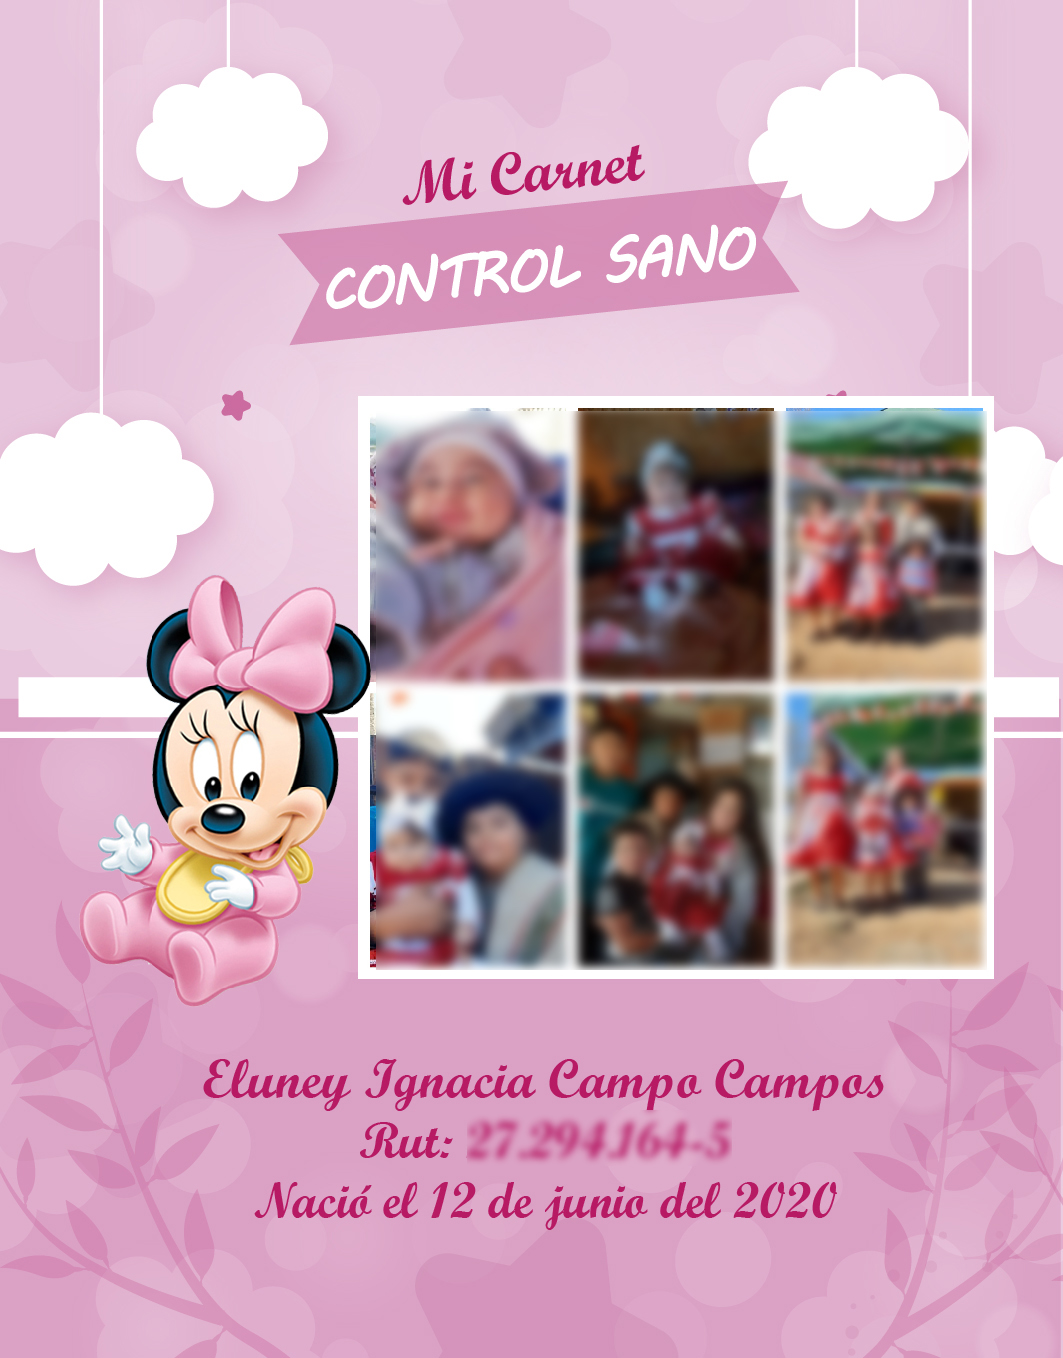 Mi Carnet
CONTROL SANO
Eluney Ignacia Campo Campos
Rut:
Nació el 12 de junio del 2020